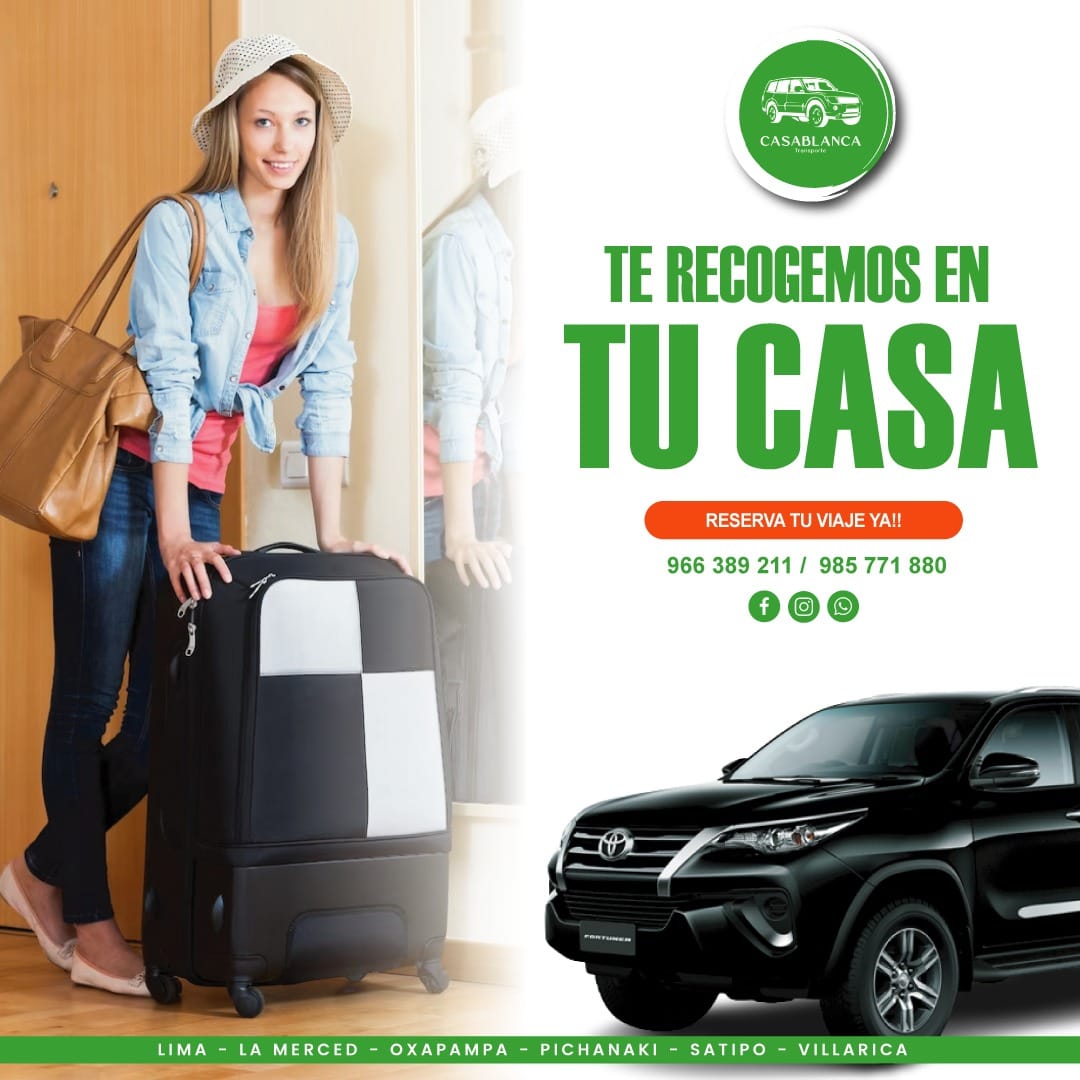 CASABLANCA
Transporte
TE RECOGEMOS EN
TU CASA
RESERVA TU VIAJE YA!!
966 389 211 / 985 771 880
FORTUNER
LIMA - LA MERCED - OXAPAMPA - PICHANAKI - SATIPO - VILLARICA